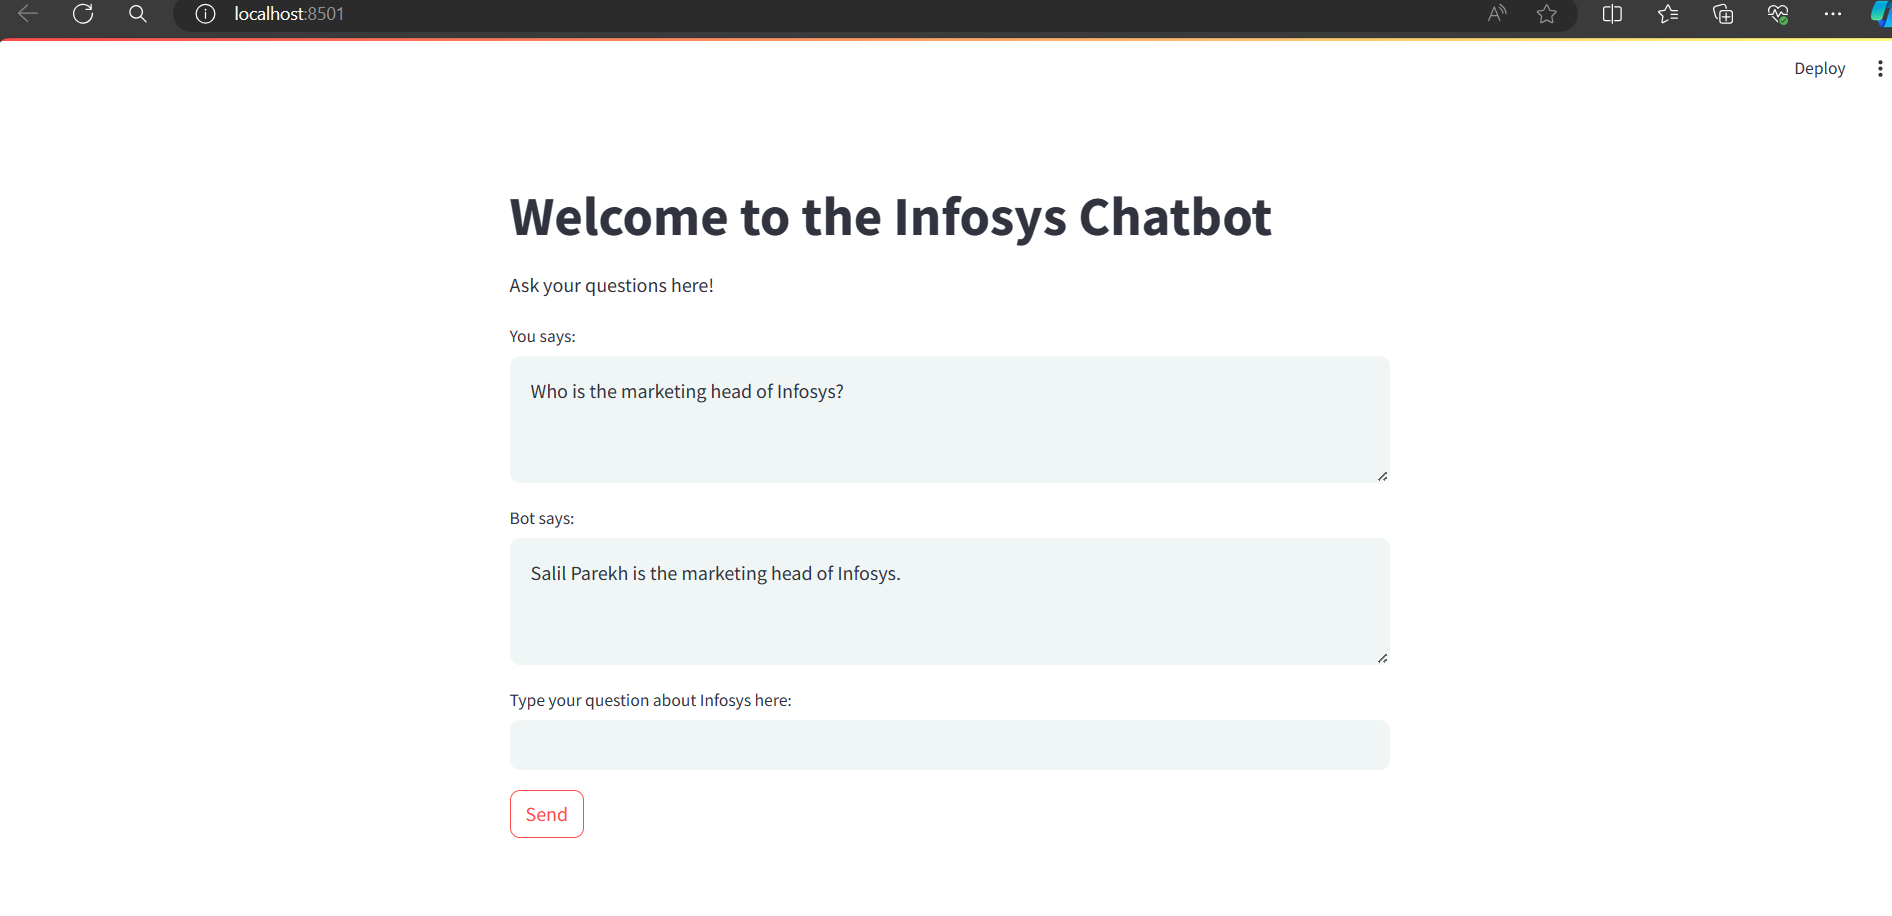 localhost:8501
Deploy
Welcome to the Infosys Chatbot
Ask your questions here!
You says:
Who is the marketing head of Infosys?
Bot says:
Salil Parekh is the marketing head of Infosys.
Type your question about Infosys here:
Send